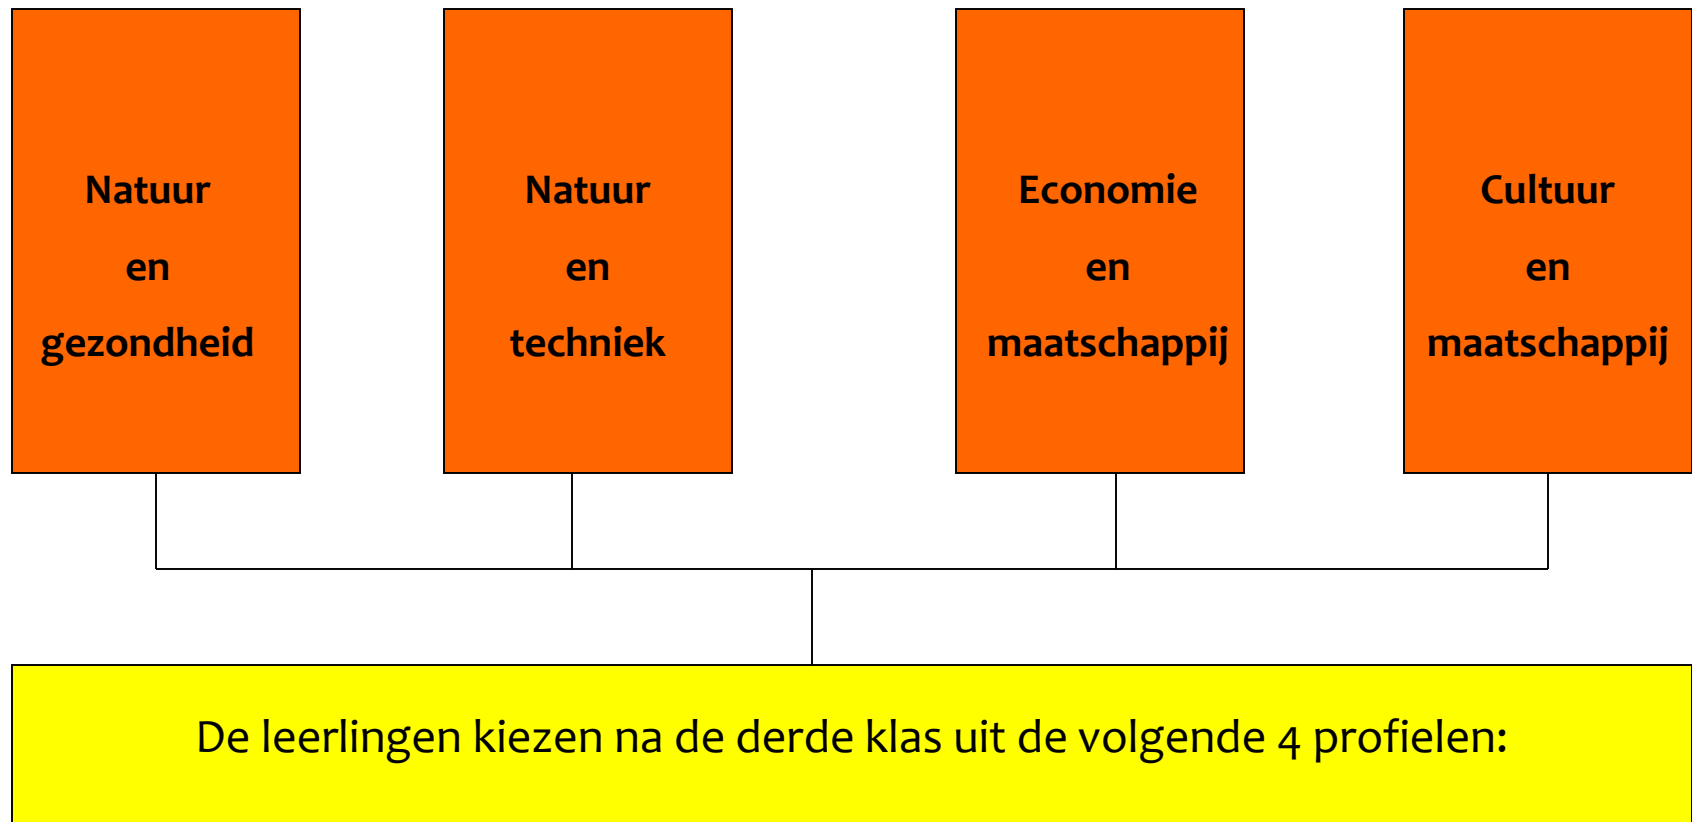 Natuur
en
gezondheid
Natuur
en
techniek
Economie
en
maatschappij
Cultuur
en
maatschappij
De leerlingen kiezen na de derde klas uit de volgende 4 profielen: